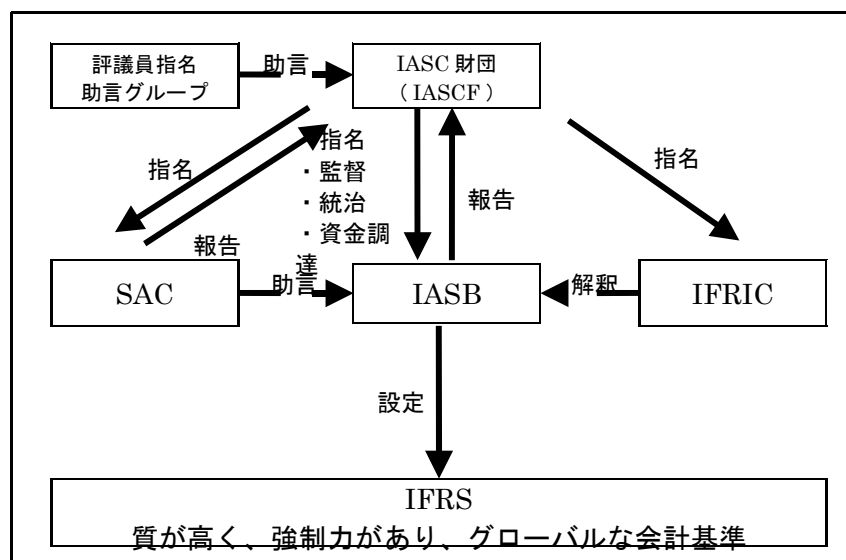 評議員指名
助言グループ
助言
IASC 財団
( IASCF )
指名
指名
・監督
・統治
・資金調
達
報告
報告
指名
SAC
助言
IASB
解釈
IFRIC
設定
IFRS
質が高く、強制力があり、グローバルな会計基準